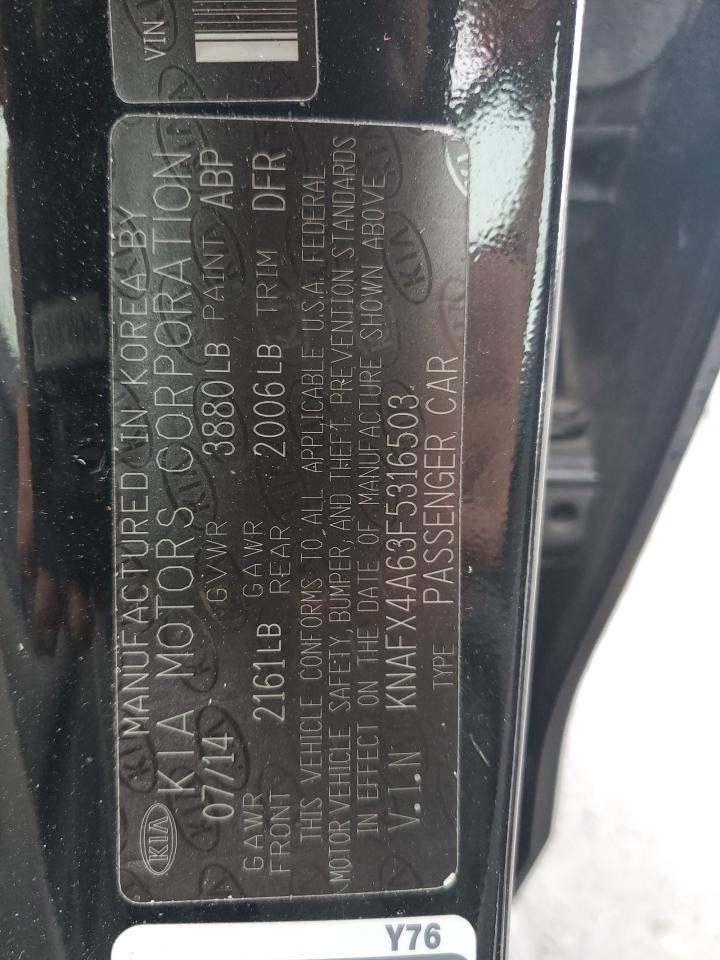 VIN
KIA
MANUFACTURED IN KOREA BY
KIA MOTORS CORPORATION
07/14 GVWR 3880LB PAINT ABP
GAWR FRONT 2161LB GAWR REAR 2006LB TRIM DFR
THIS VEHICLE CONFORMS TO ALL APPLICABLE U.S.A. FEDERAL
MOTOR VEHICLE SAFETY, BUMPER, AND THEFT PREVENTION STANDARDS
IN EFFECT ON THE DATE OF MANUFACTURE SHOWN ABOVE.
V.I.N KNAFX4A63F5316503
TYPE PASSENGER CAR
Y76